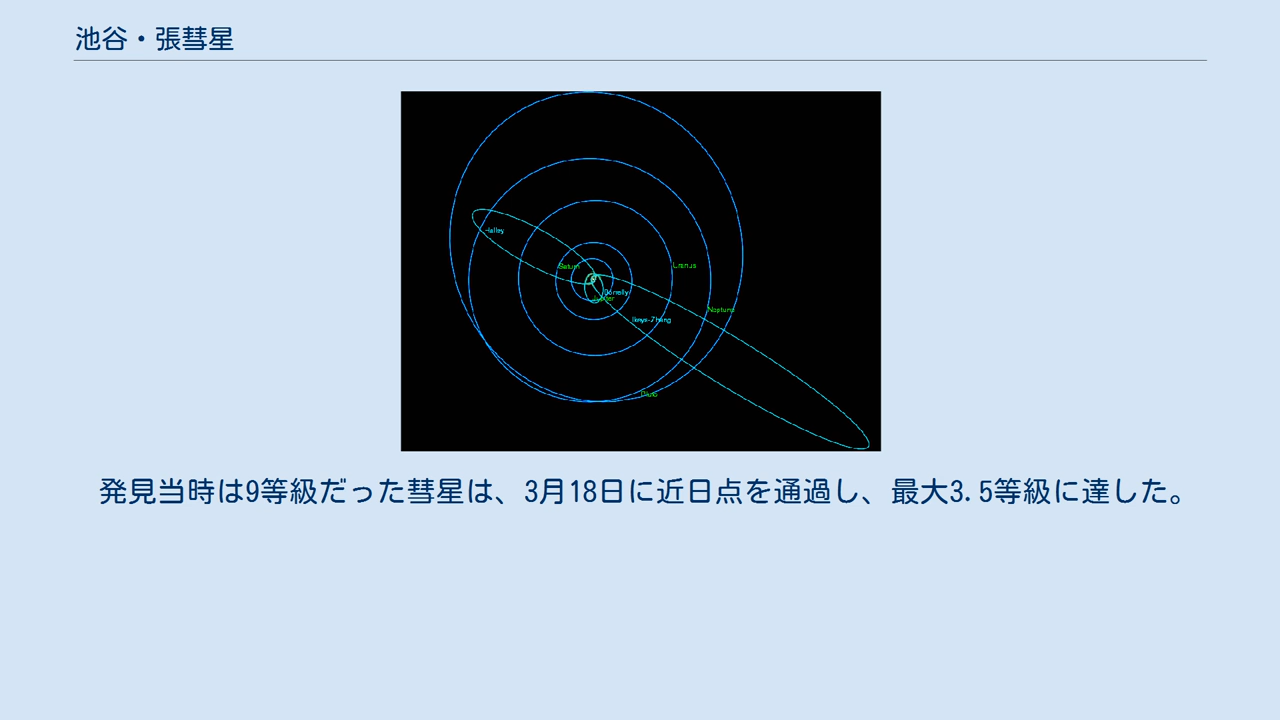 池谷・張彗星
Halley
Saturn
Uranus
Borrelly
Jupiter
Neptune
Ikeya-Zhang
Pluto
発見当時は9等級だった彗星は、3月18日に近日点を通過し、最大3.5等級に達した。